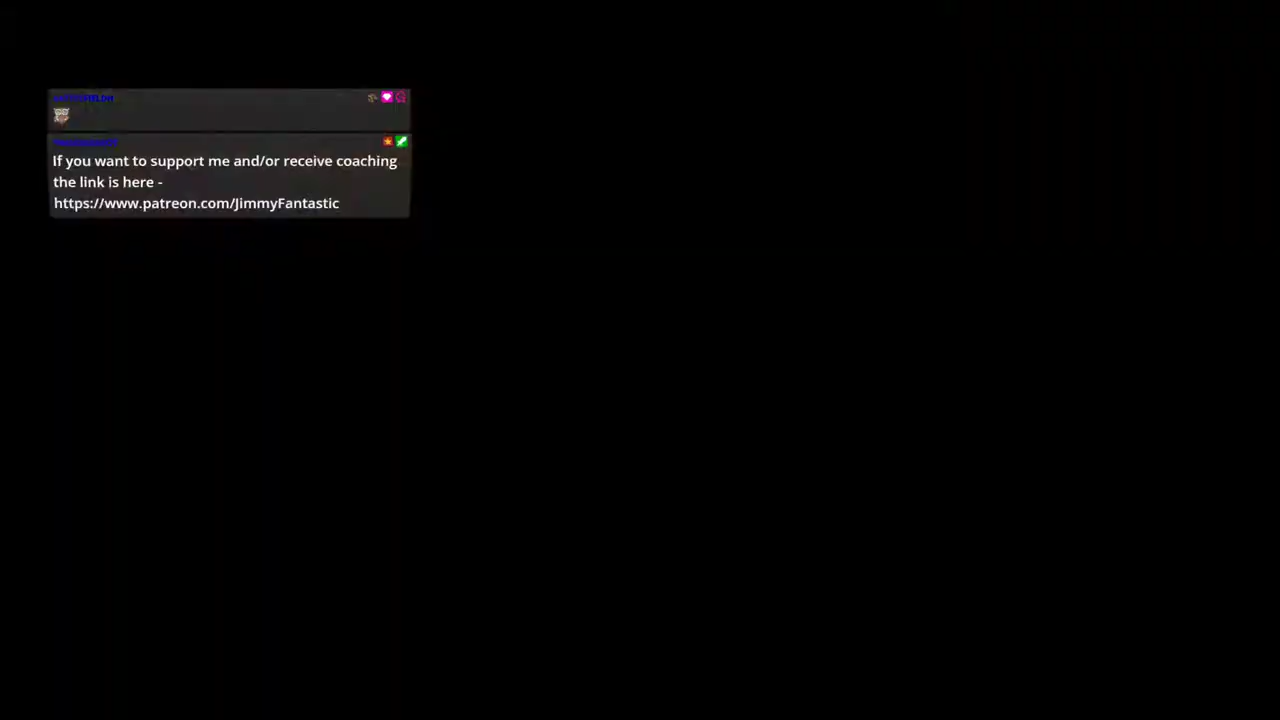 If you want to support me and/or receive coaching
the link is here -
https://www.patreon.com/JimmyFantastic